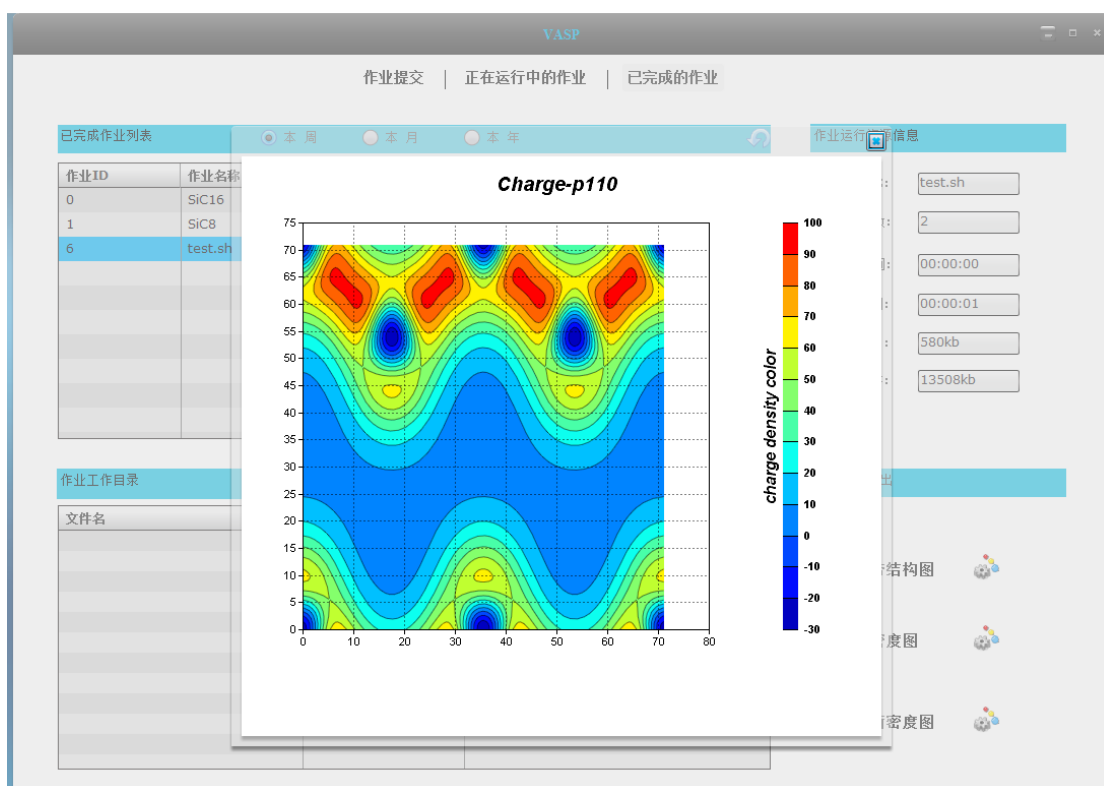 VASP
作业提交 | 正在运行中的作业 | 已完成的作业
已完成作业列表 本 周 本 月 本 年 作业运行 信息
作业ID 作业名称
0 SiC16
1 SiC8
6 test.sh
test.sh
2
00:00:00
00:00:01
580kb
13508kb
Charge-p110
75
70
65
60
55
50
45
40
35
30
25
20
15
10
5
0
0 10 20 30 40 50 60 70 80
charge density color
100
90
80
70
60
50
40
30
20
10
0
-10
-20
-30
作业工作目录 出
文件名
结构图
度图
密度图